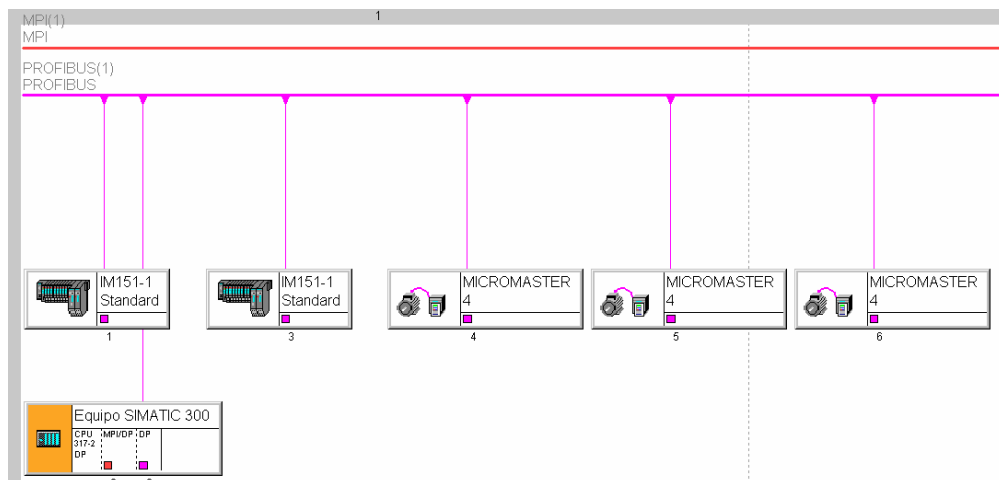 1
MPI(1)
MPI
PROFIBUS(1)
PROFIBUS
IM151-1
Standard
1
IM151-1
Standard
3
MICROMASTER
4
4
MICROMASTER
4
5
MICROMASTER
4
6
Equipo SIMATIC 300
CPU
317-2
DP
MPI/DP
DP